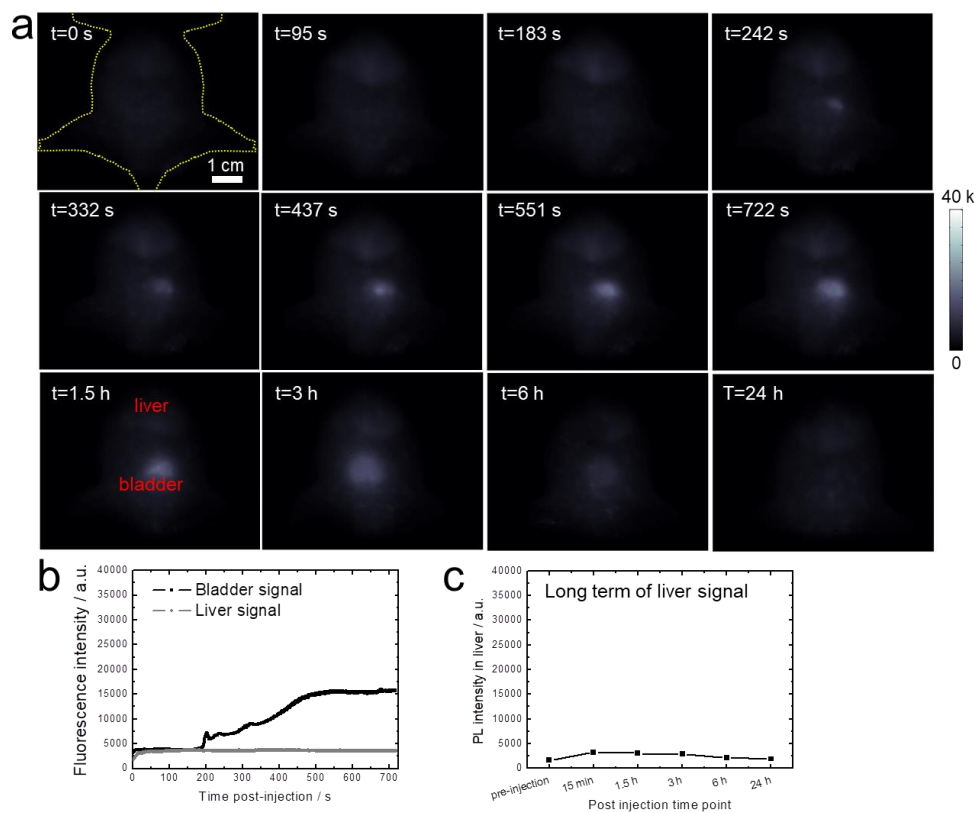 a
t=0 s
t=95 s
t=183 s
t=242 s
1 cm
t=332 s
t=437 s
t=551 s
t=722 s
40 k
0
t=1.5 h
t=3 h
t=6 h
T=24 h
liver
bladder
b
Fluorescence intensity / a.u.
40000
35000
30000
25000
20000
15000
10000
5000
0
Bladder signal
Liver signal
0 100 200 300 400 500 600 700
Time post-injection / s
c
PL intensity in liver / a.u.
40000
35000
30000
25000
20000
15000
10000
5000
0
Long term of liver signal
pre-injection 15 min 1.5 h 3 h 6 h 24 h
Post injection time point